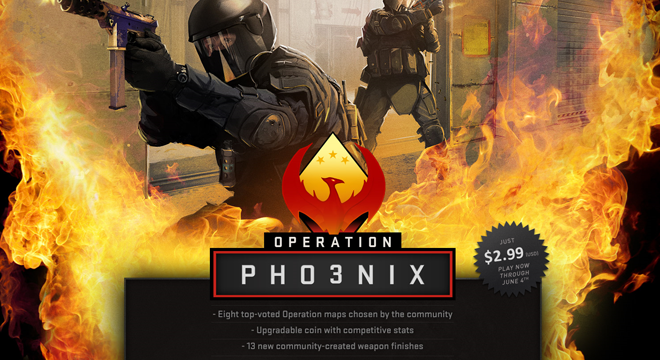 OPERATION
PHO3NIX
JUST
$2.99 (USD)
PLAY NOW
THROUGH
JUNE 4TH
- Eight top-voted Operation maps chosen by the community
- Upgradable coin with competitive stats
- 13 new community-created weapon finishes